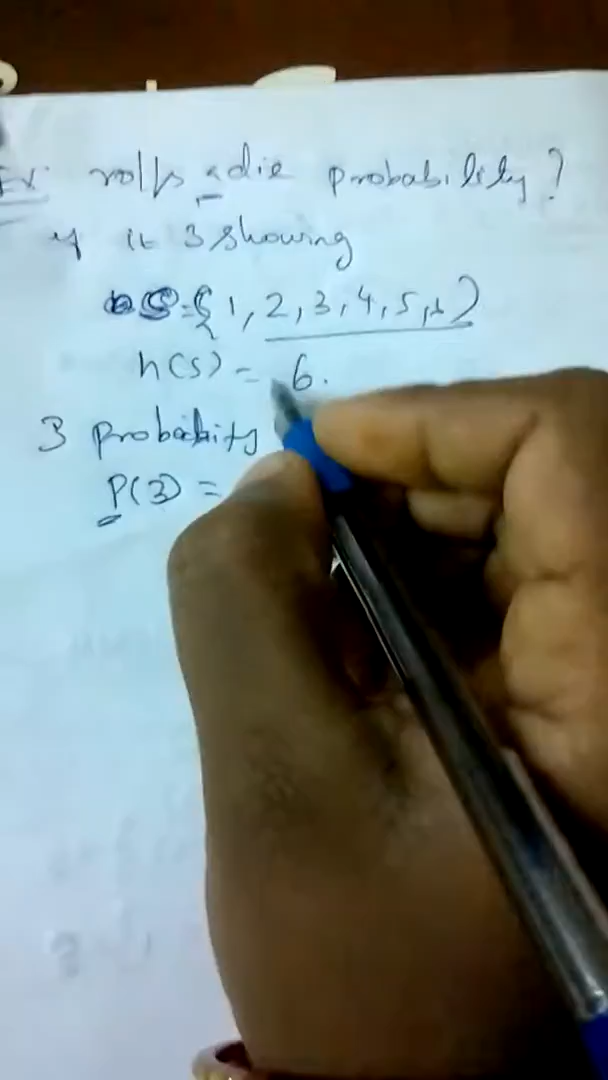 Ex: rolls a die probability?
if it 3 showing
S = { 1, 2, 3, 4, 5, 6 }
n(S) = 6.
3 probability
P(3) =